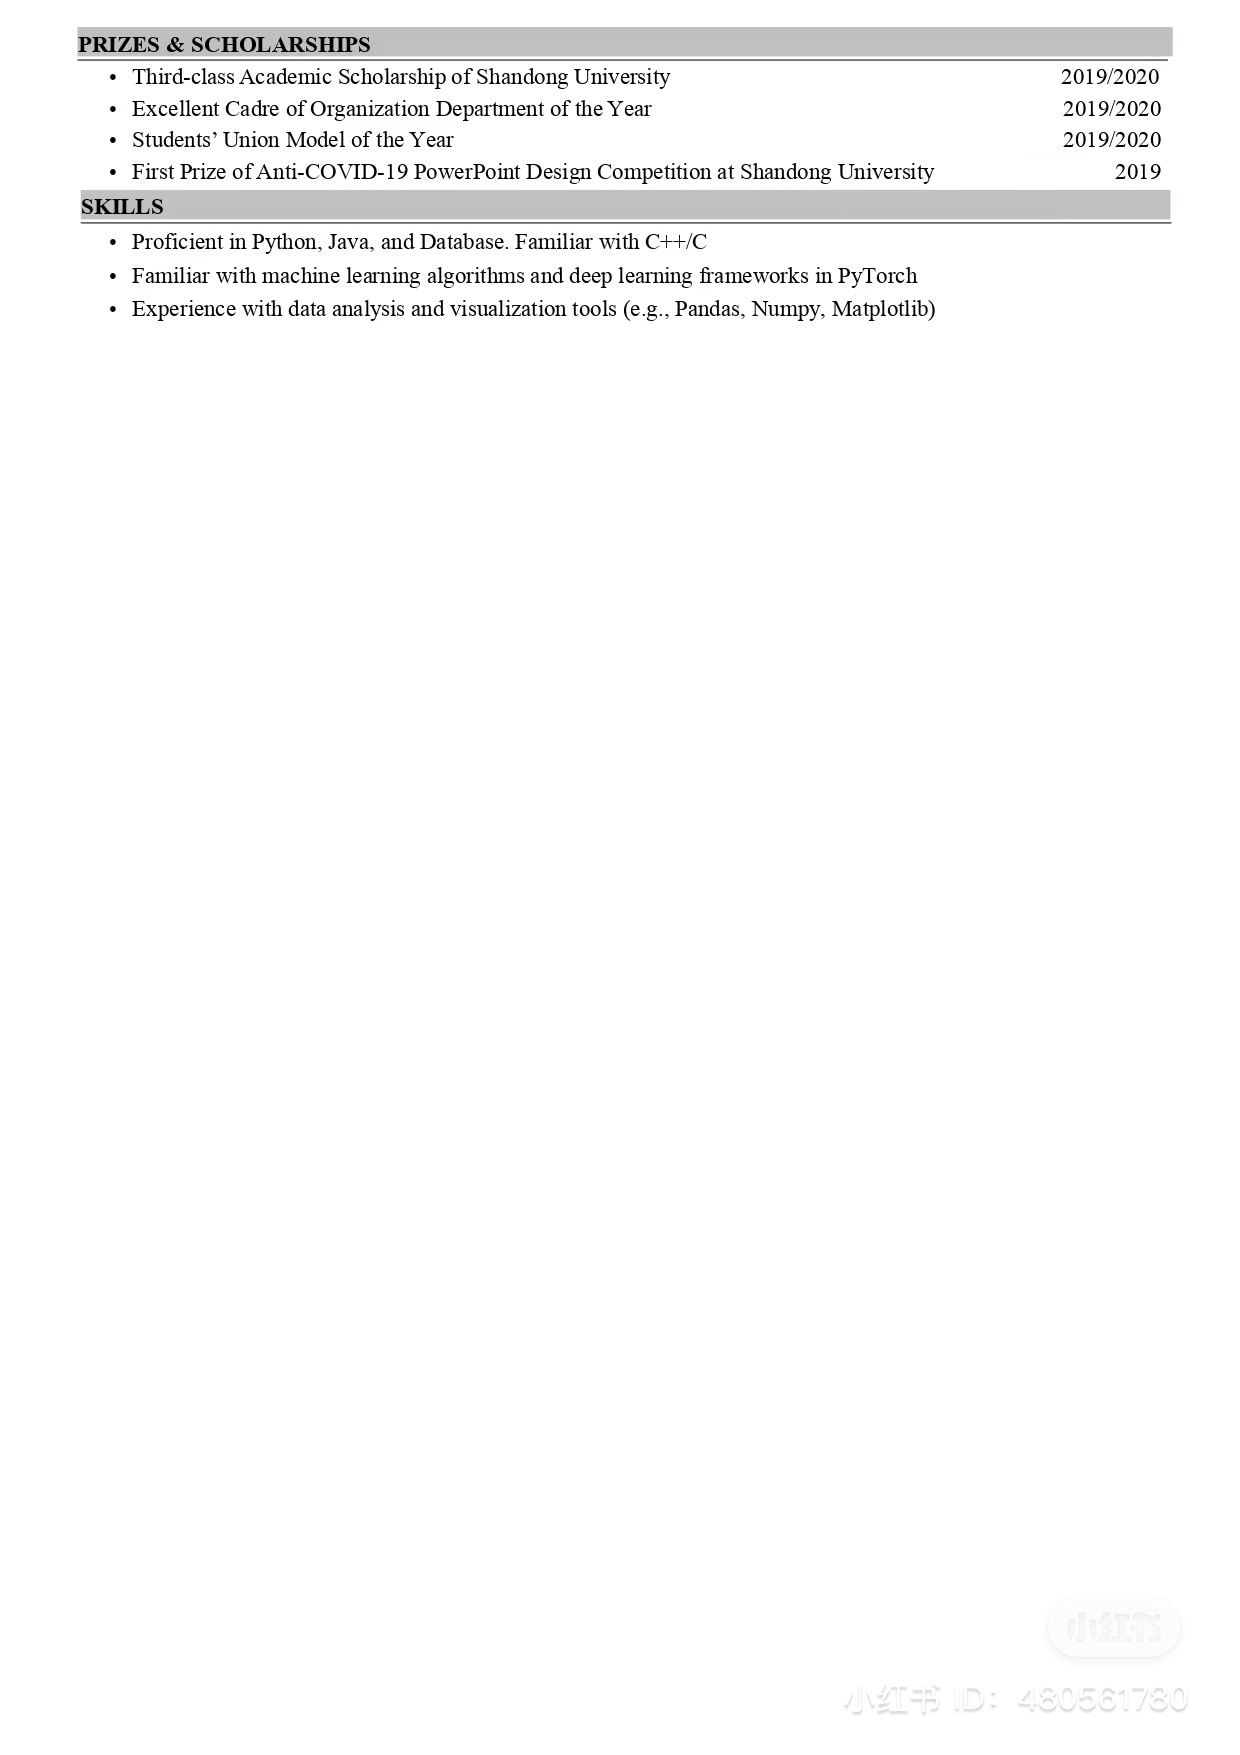 PRIZES & SCHOLARSHIPS
• Third-class Academic Scholarship of Shandong University 2019/2020
• Excellent Cadre of Organization Department of the Year 2019/2020
• Students’ Union Model of the Year 2019/2020
• First Prize of Anti-COVID-19 PowerPoint Design Competition at Shandong University 2019
SKILLS
• Proficient in Python, Java, and Database. Familiar with C++/C
• Familiar with machine learning algorithms and deep learning frameworks in PyTorch
• Experience with data analysis and visualization tools (e.g., Pandas, Numpy, Matplotlib)
小红书
小红书 ID: 480561780